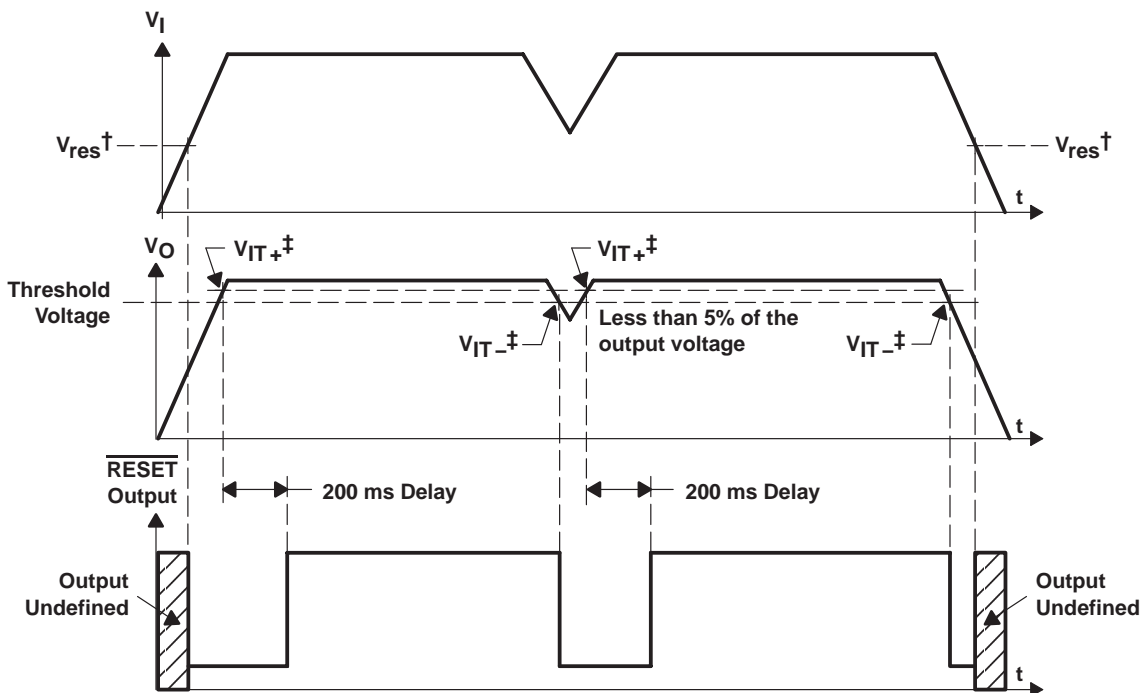 VI
Vres†
Vres†
t
VO
VIT+‡
VIT+‡
Threshold
Voltage
Less than 5% of the
output voltage
VIT–‡
VIT–‡
t
RESET
Output
200 ms Delay
200 ms Delay
Output
Undefined
Output
Undefined
t